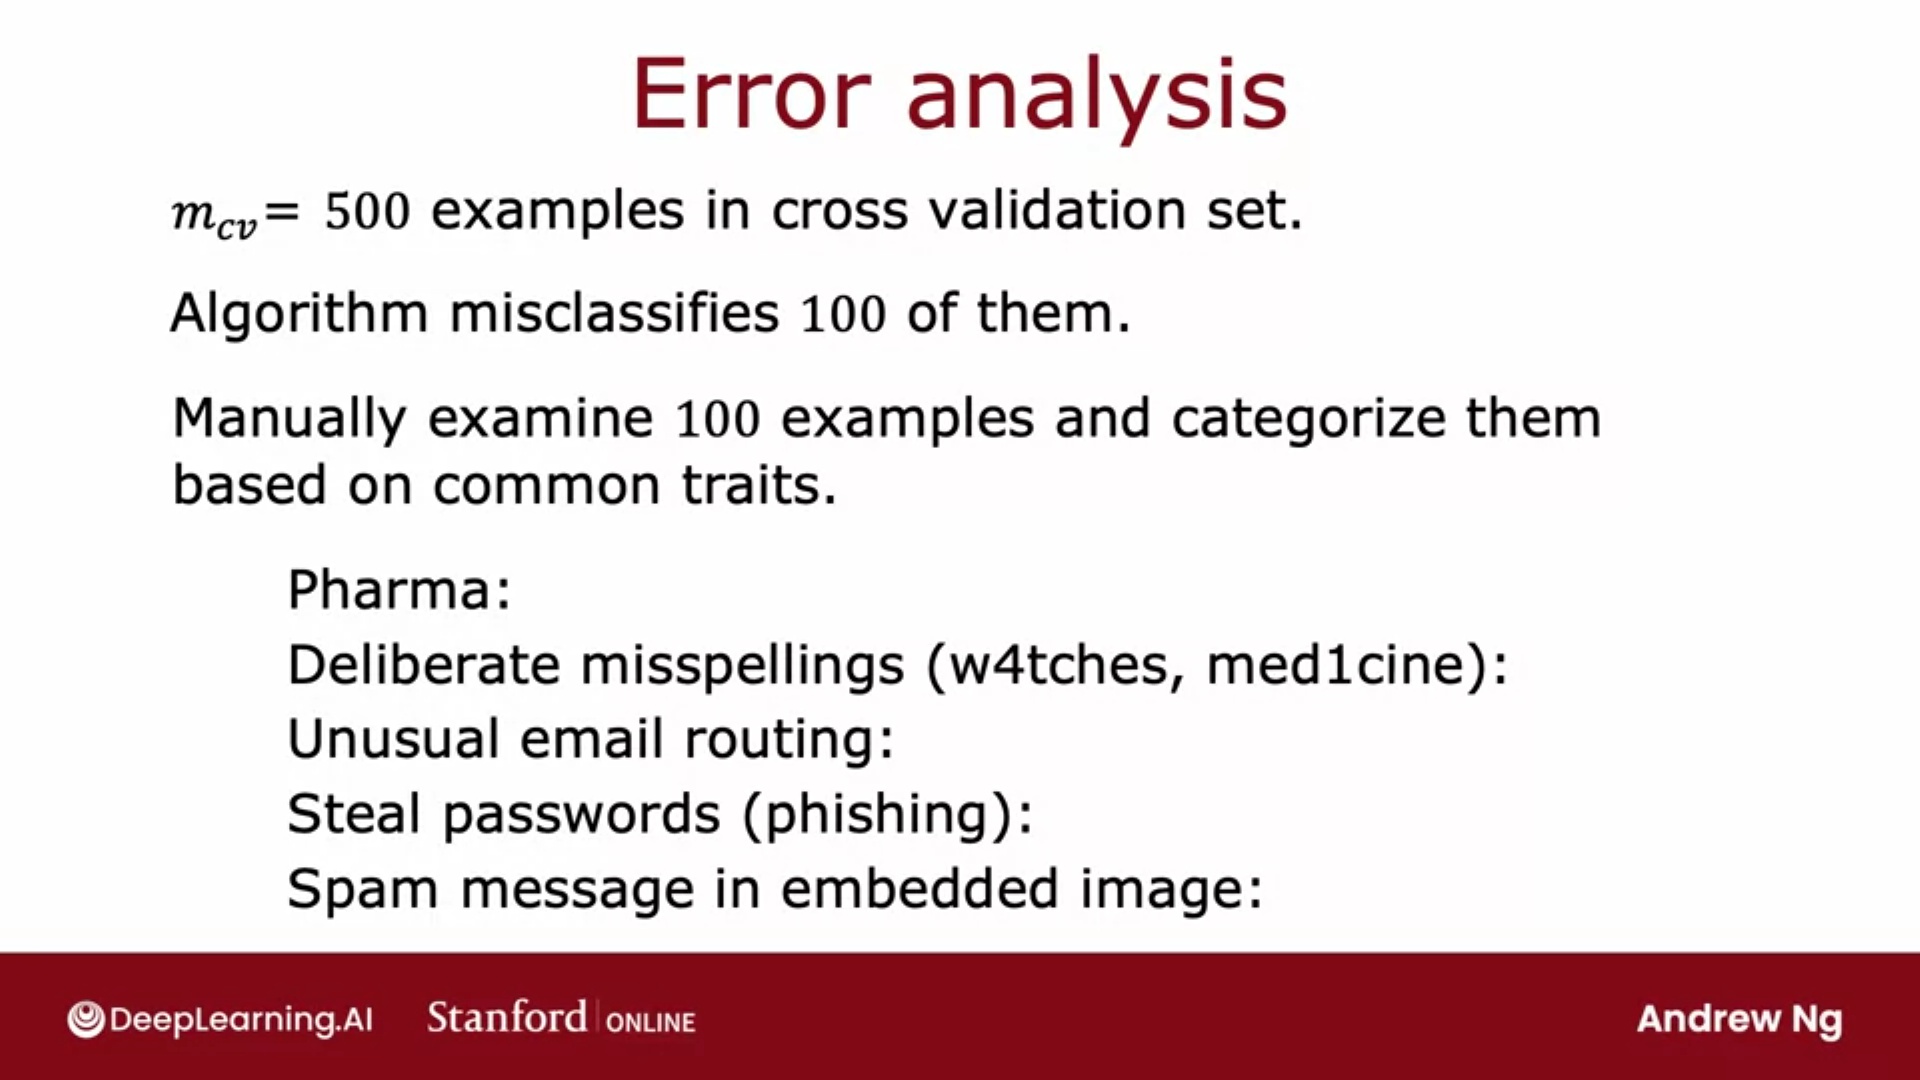 Error analysis
m_cv = 500 examples in cross validation set.
Algorithm misclassifies 100 of them.
Manually examine 100 examples and categorize them
based on common traits.
Pharma:
Deliberate misspellings (w4tches, med1cine):
Unusual email routing:
Steal passwords (phishing):
Spam message in embedded image:
DeepLearning.AI Stanford | ONLINE Andrew Ng